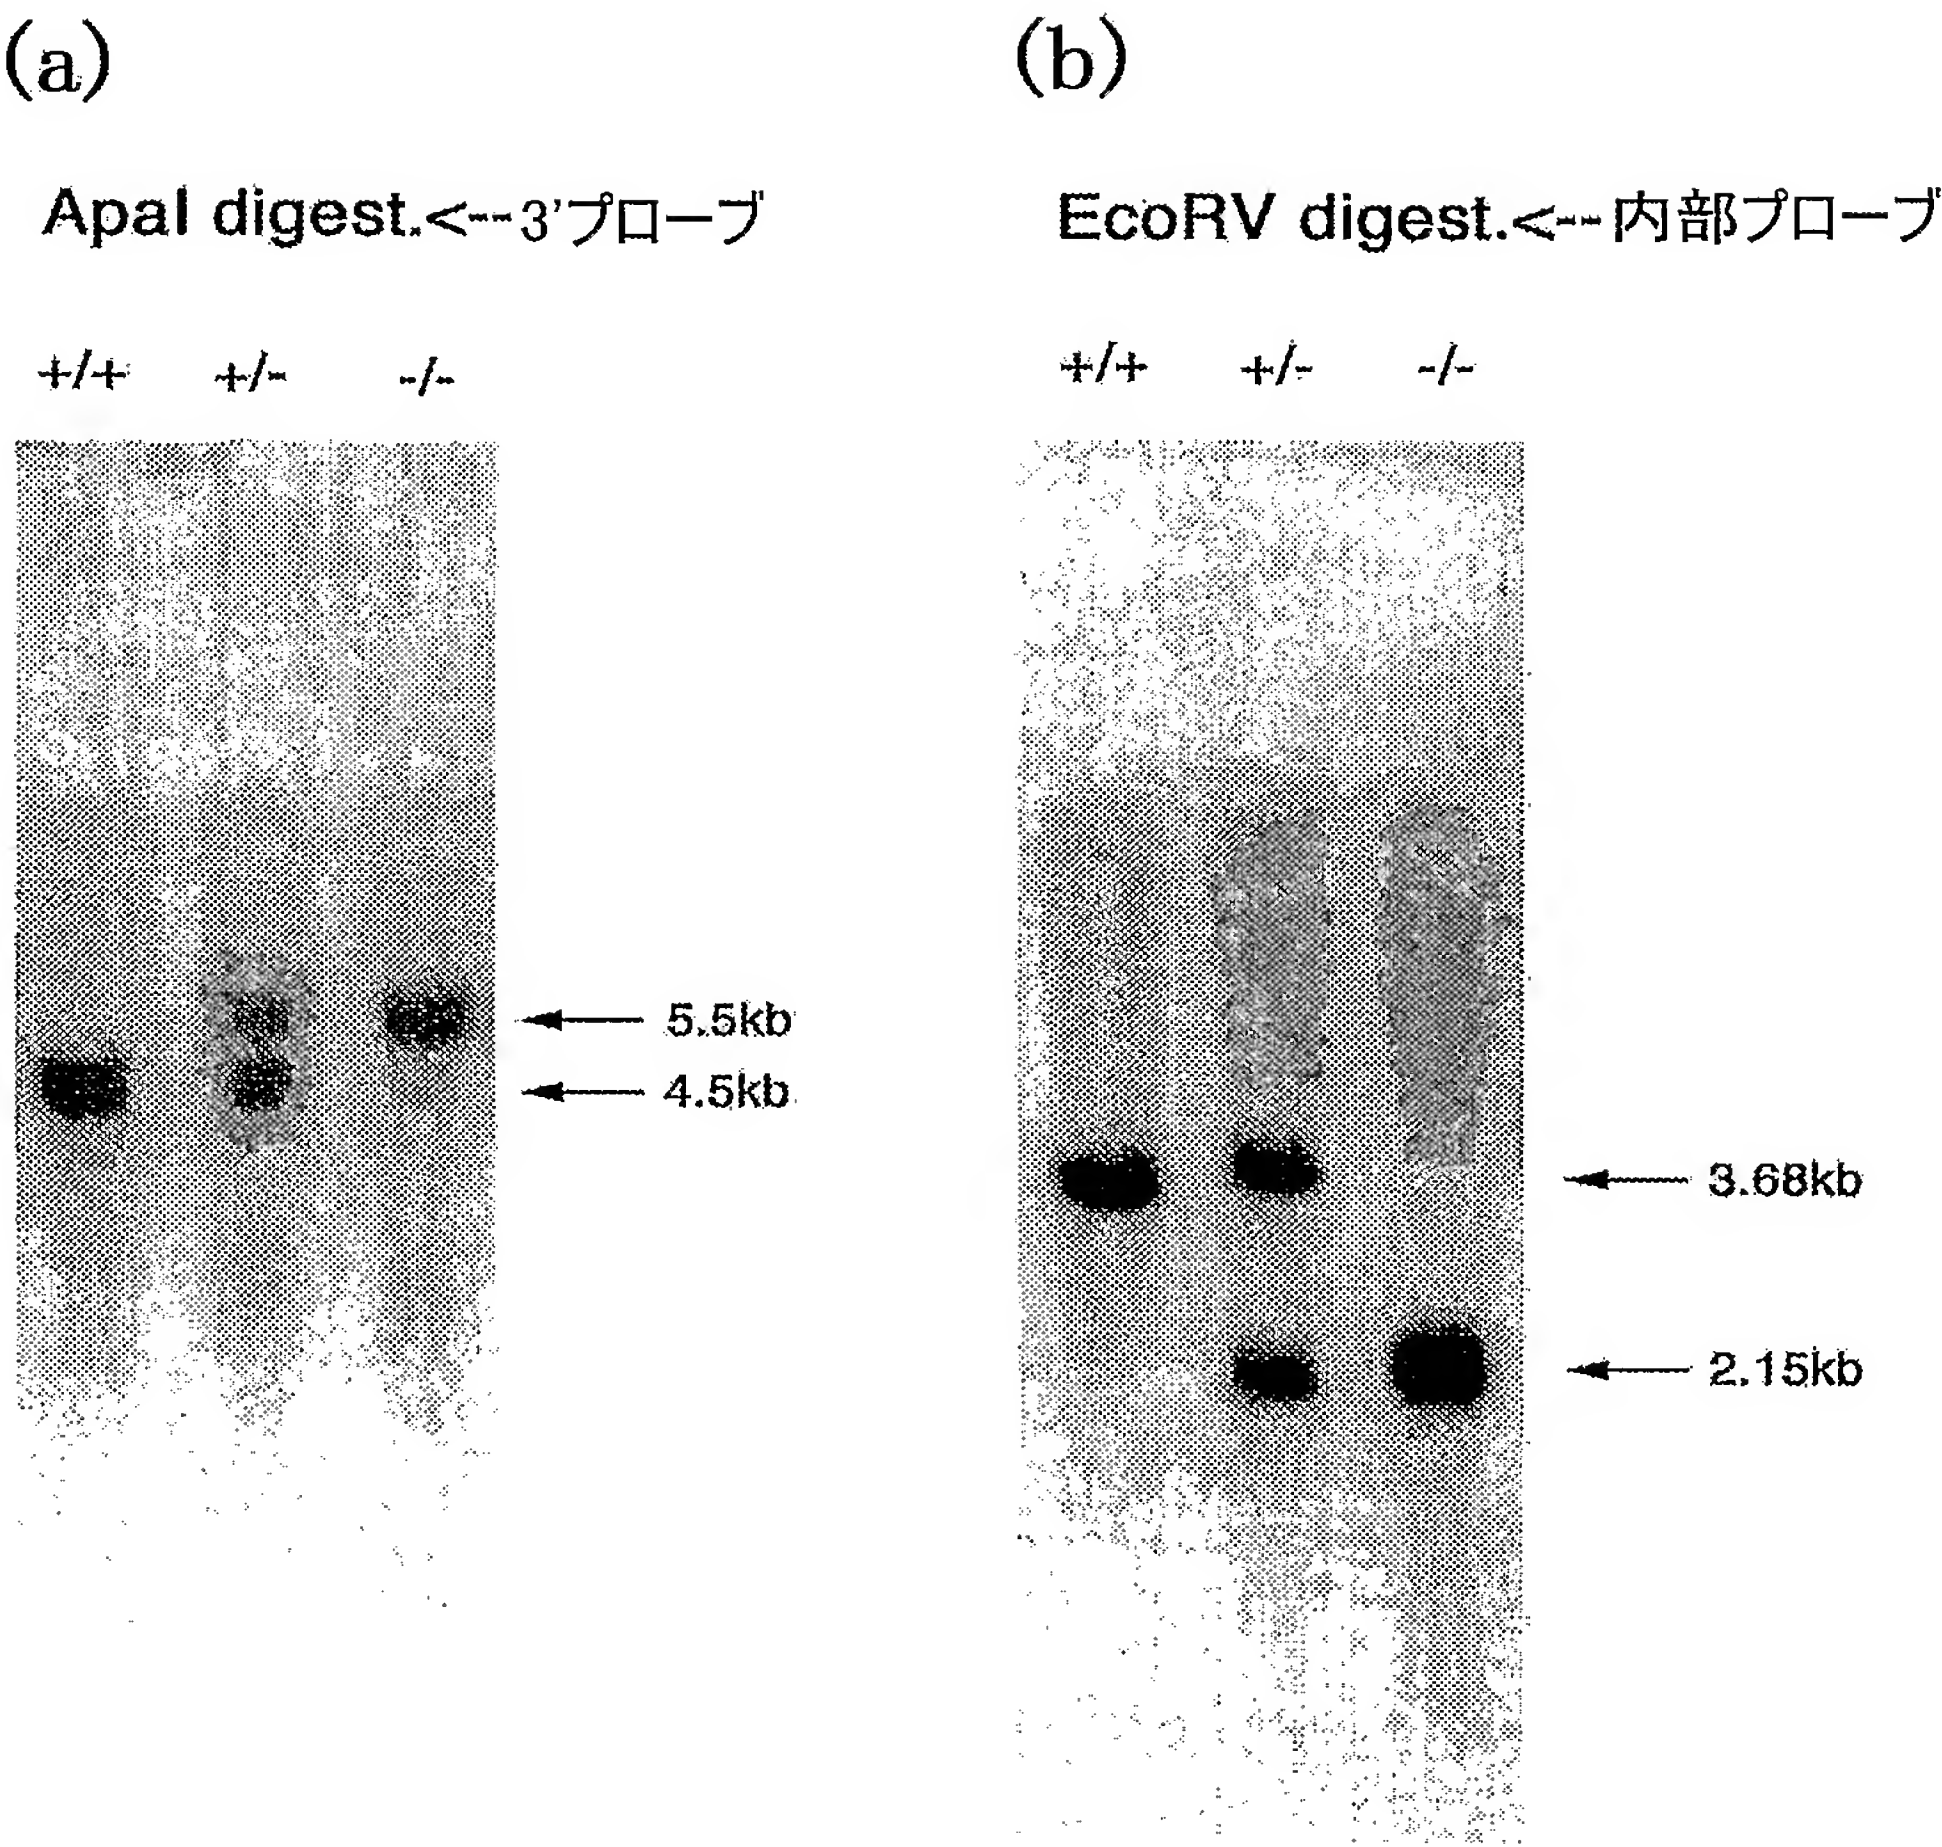 (a)
ApaI digest.<--3'プローブ
+/+ +/- -/-
5.5kb
4.5kb
(b)
EcoRV digest.<--内部プローブ
+/+ +/- -/-
3.68kb
2.15kb